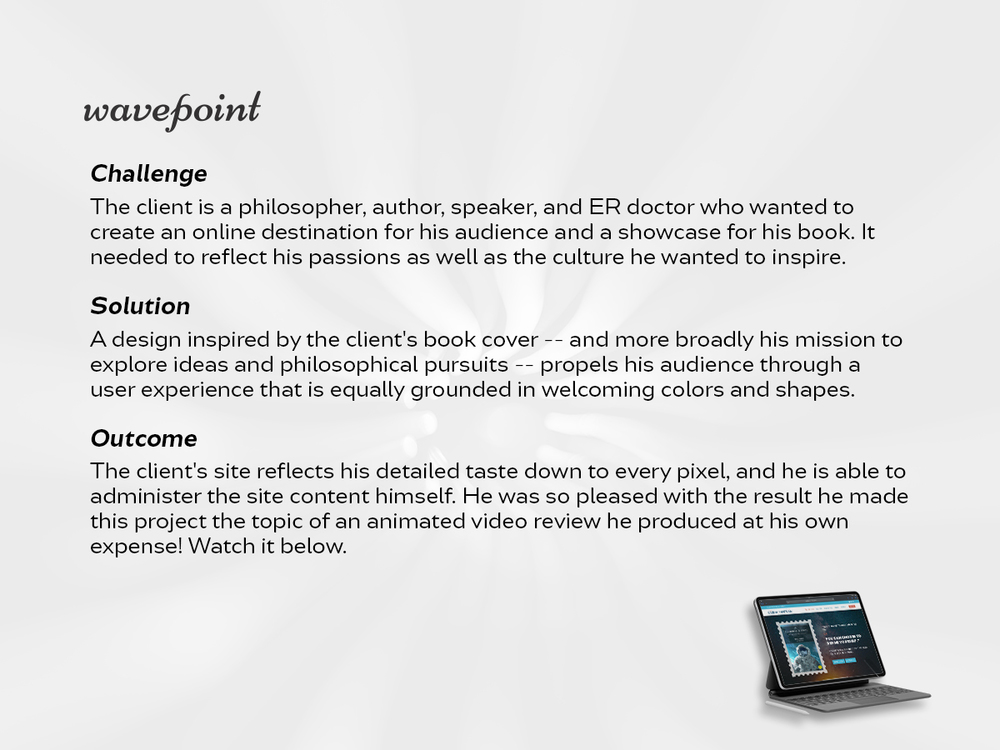 wavepoint
Challenge
The client is a philosopher, author, speaker, and ER doctor who wanted to
create an online destination for his audience and a showcase for his book. It
needed to reflect his passions as well as the culture he wanted to inspire.
Solution
A design inspired by the client's book cover -- and more broadly his mission to
explore ideas and philosophical pursuits -- propels his audience through a
user experience that is equally grounded in welcoming colors and shapes.
Outcome
The client's site reflects his detailed taste down to every pixel, and he is able to
administer the site content himself. He was so pleased with the result he made
this project the topic of an animated video review he produced at his own
expense! Watch it below.